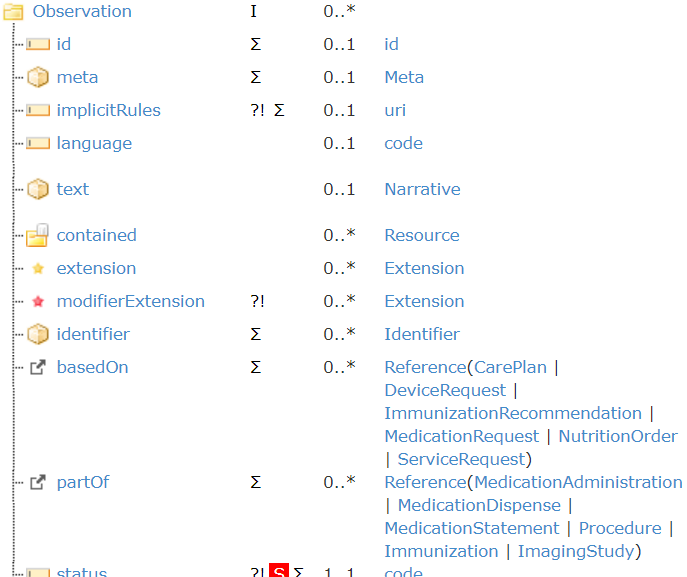 Observation I 0..*
id Σ 0..1 id
meta Σ 0..1 Meta
implicitRules ?! Σ 0..1 uri
language 0..1 code
text 0..1 Narrative
contained 0..* Resource
extension 0..* Extension
modifierExtension ?! 0..* Extension
identifier Σ 0..* Identifier
basedOn Σ 0..* Reference(CarePlan |
DeviceRequest |
ImmunizationRecommendation |
MedicationRequest | NutritionOrder
| ServiceRequest)
partOf Σ 0..* Reference(MedicationAdministration
| MedicationDispense |
MedicationStatement | Procedure |
Immunization | ImagingStudy)
status ?! S Σ 1..1 code